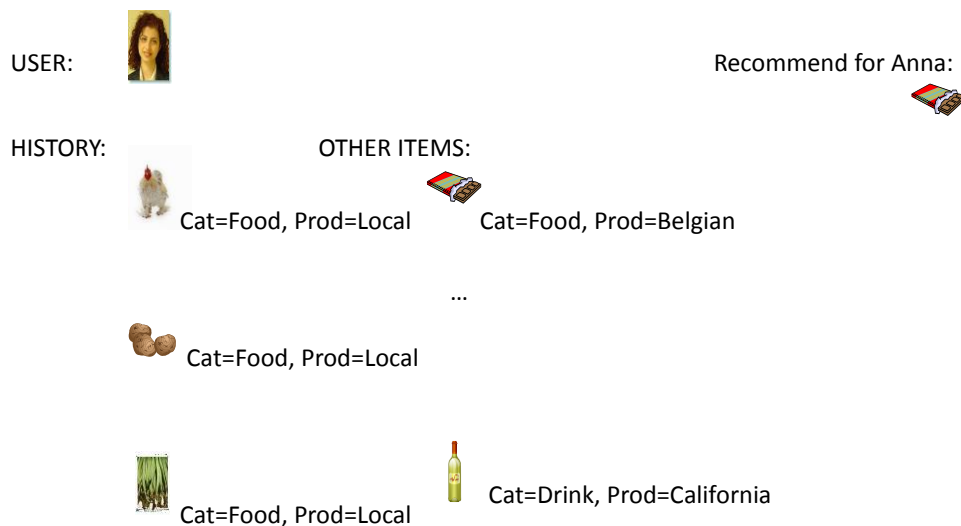 USER:
Recommend for Anna:
HISTORY:
OTHER ITEMS:
Cat=Food, Prod=Local
Cat=Food, Prod=Belgian
...
Cat=Food, Prod=Local
Cat=Drink, Prod=California
Cat=Food, Prod=Local